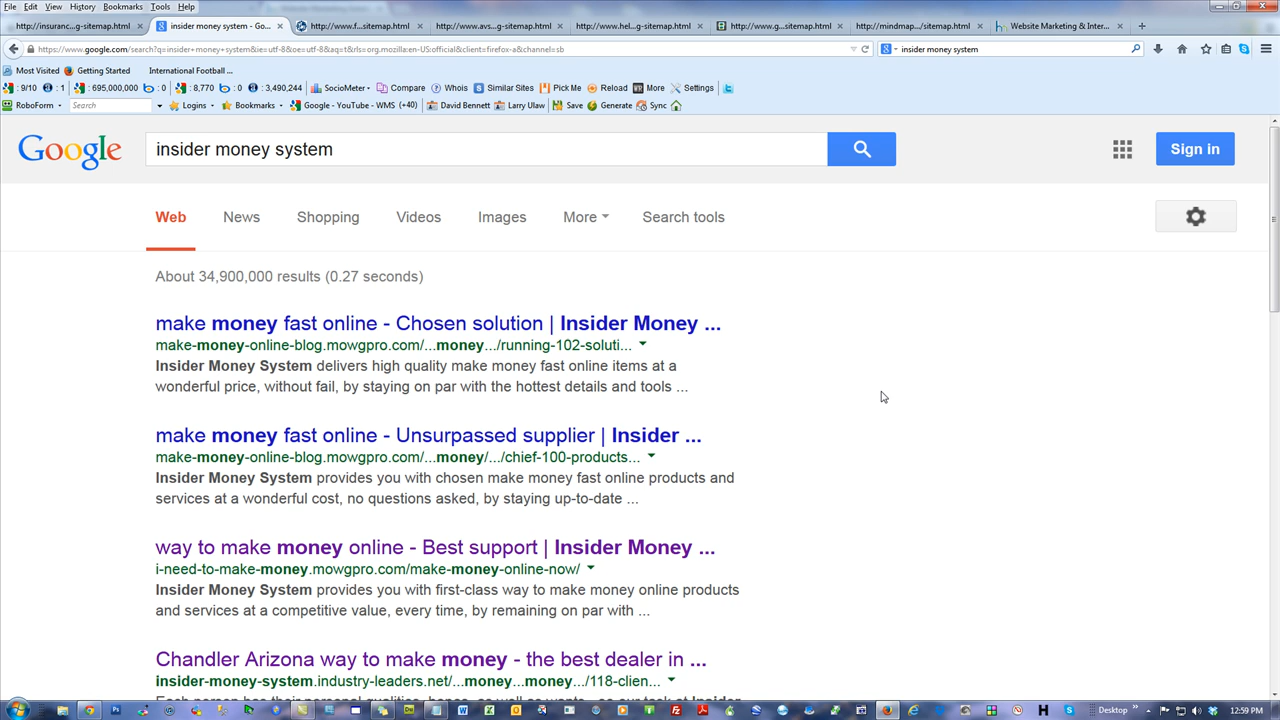 File Edit View History Bookmarks Tools Help
http://insuranc...g-sitemap.html insider money system - Go... http://www.f...sitemap.html http://www.avs...g-sitemap.html http://www.hel...g-sitemap.html http://www.g...sitemap.html http://mindmap.../sitemap.html Website Marketing & Inter...
https://www.google.com/search?q=insider+money+system&ie=utf-8&oe=utf-8&aq=t&rls=org.mozilla:en-US:official&client=firefox-a&channel=sb insider money system
Most Visited Getting Started International Football ...
: 9/10 : 1 : 695,000,000 : 0 : 8,770 : 0 : 3,490,244 SocioMeter Compare Whois Similar Sites Pick Me Reload More Settings
RoboForm Search Logins Bookmarks Google - YouTube - WMS (+40) David Bennett Larry Ulaw Save Generate Sync
Google insider money system Sign in
Web News Shopping Videos Images More Search tools
About 34,900,000 results (0.27 seconds)
make money fast online - Chosen solution | Insider Money ...
make-money-online-blog.mowgpro.com/...money.../running-102-soluti...
Insider Money System delivers high quality make money fast online items at a
wonderful price, without fail, by staying on par with the hottest details and tools ...
make money fast online - Unsurpassed supplier | Insider ...
make-money-online-blog.mowgpro.com/...money/.../chief-100-products...
Insider Money System provides you with chosen make money fast online products and
services at a wonderful cost, no questions asked, by staying up-to-date ...
way to make money online - Best support | Insider Money ...
i-need-to-make-money.mowgpro.com/make-money-online-now/
Insider Money System provides you with first-class way to make money online products
and services at a competitive value, every time, by remaining on par with ...
Chandler Arizona way to make money - the best dealer in ...
insider-money-system.industry-leaders.net/...money...money.../118-clien...
Desktop 12:59 PM